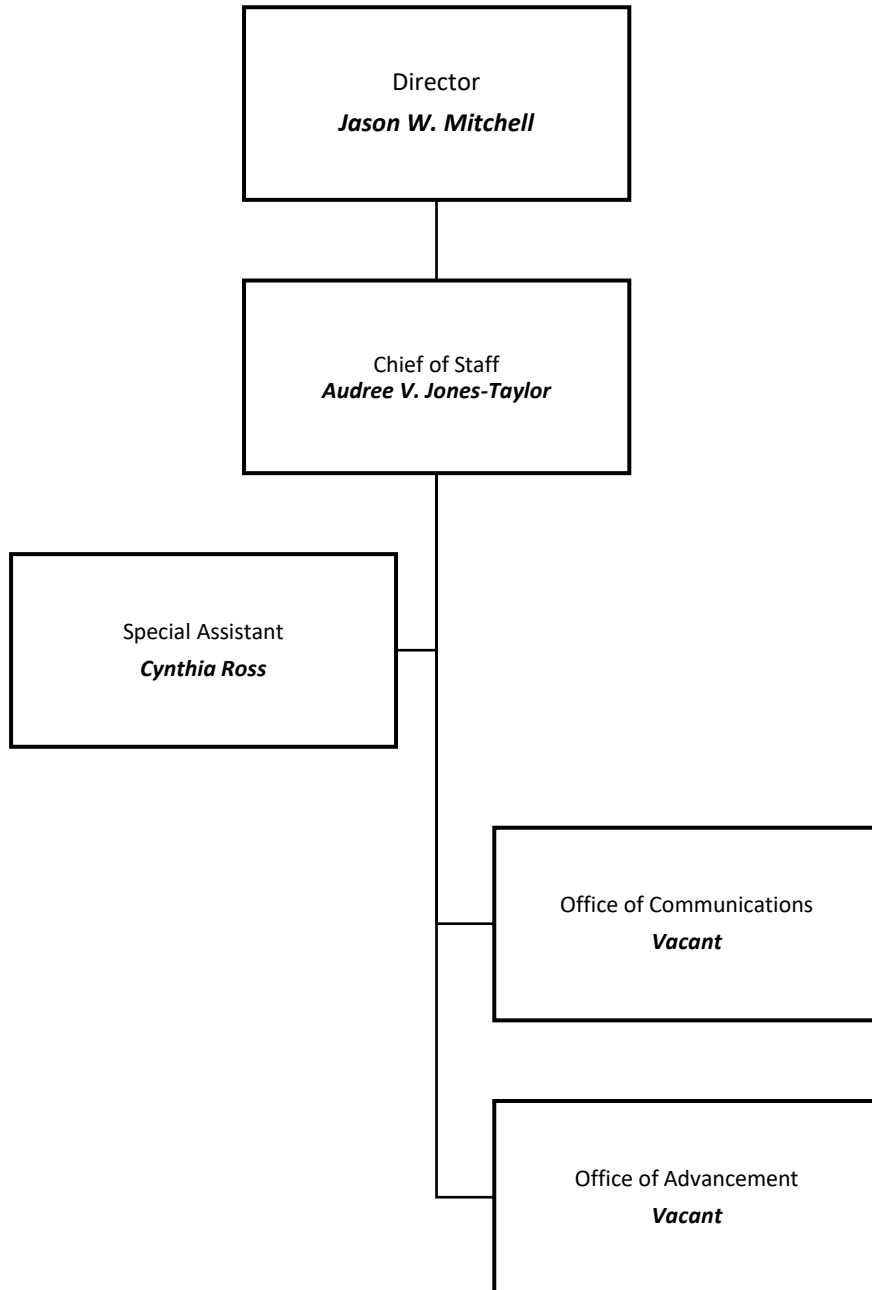 Director
Jason W. Mitchell
Chief of Staff
Audree V. Jones-Taylor
Special Assistant
Cynthia Ross
Office of Communications
Vacant
Office of Advancement
Vacant